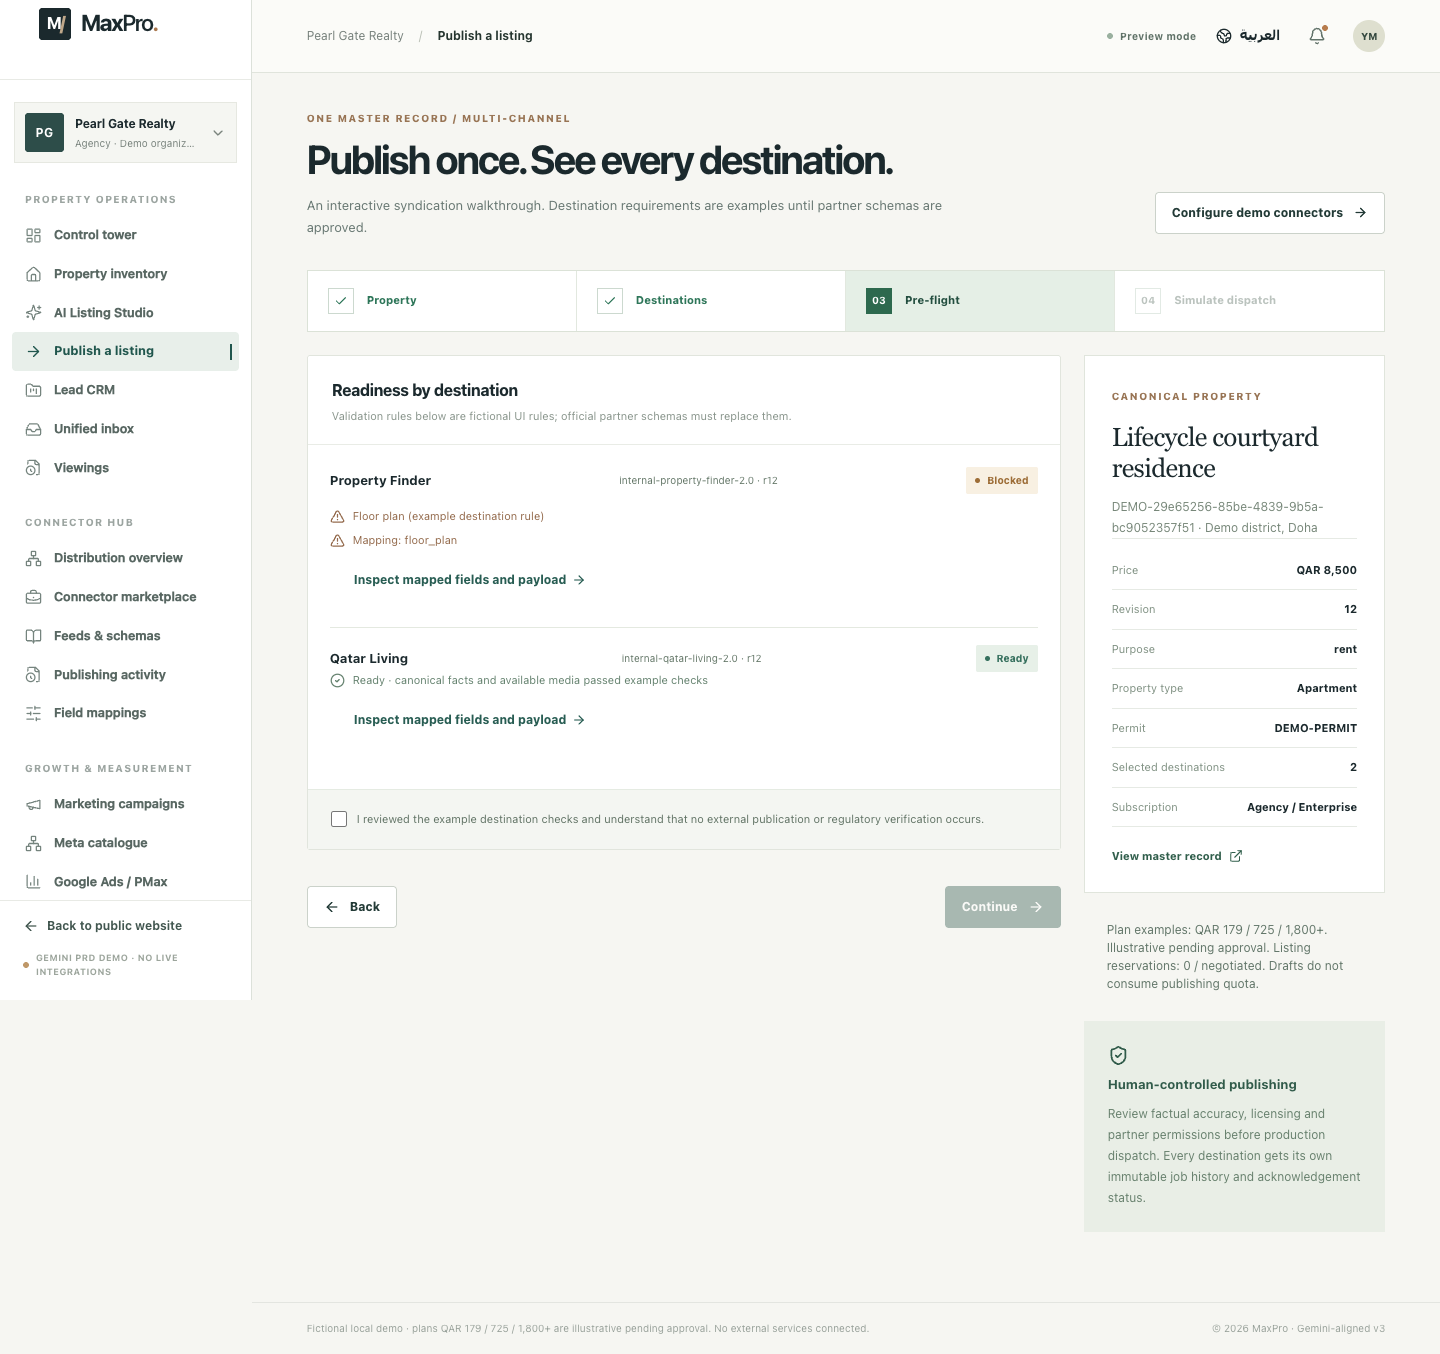 M/ MaxPro.
Pearl Gate Realty / Publish a listing
Preview mode
العربية
YM
PG
Pearl Gate Realty
Agency · Demo organiz...
PROPERTY OPERATIONS
Control tower
Property inventory
AI Listing Studio
Publish a listing
Lead CRM
Unified inbox
Viewings
CONNECTOR HUB
Distribution overview
Connector marketplace
Feeds & schemas
Publishing activity
Field mappings
GROWTH & MEASUREMENT
Marketing campaigns
Meta catalogue
Google Ads / PMax
Back to public website
GEMINI PRD DEMO · NO LIVE
INTEGRATIONS
ONE MASTER RECORD / MULTI-CHANNEL
Publish once. See every destination.
An interactive syndication walkthrough. Destination requirements are examples until partner schemas are
approved.
Configure demo connectors
Property
Destinations
03 Pre-flight
04 Simulate dispatch
Readiness by destination
Validation rules below are fictional UI rules; official partner schemas must replace them.
Property Finder internal-property-finder-2.0 · r12 Blocked
Floor plan (example destination rule)
Mapping: floor_plan
Inspect mapped fields and payload
Qatar Living internal-qatar-living-2.0 · r12 Ready
Ready · canonical facts and available media passed example checks
Inspect mapped fields and payload
I reviewed the example destination checks and understand that no external publication or regulatory verification occurs.
Back
Continue
CANONICAL PROPERTY
Lifecycle courtyard
residence
DEMO-29e65256-85be-4839-9b5a-
bc9052357f51 · Demo district, Doha
Price QAR 8,500
Revision 12
Purpose rent
Property type Apartment
Permit DEMO-PERMIT
Selected destinations 2
Subscription Agency / Enterprise
View master record
Plan examples: QAR 179 / 725 / 1,800+.
Illustrative pending approval. Listing
reservations: 0 / negotiated. Drafts do not
consume publishing quota.
Human-controlled publishing
Review factual accuracy, licensing and
partner permissions before production
dispatch. Every destination gets its own
immutable job history and acknowledgement
status.
Fictional local demo · plans QAR 179 / 725 / 1,800+ are illustrative pending approval. No external services connected.
© 2026 MaxPro · Gemini-aligned v3